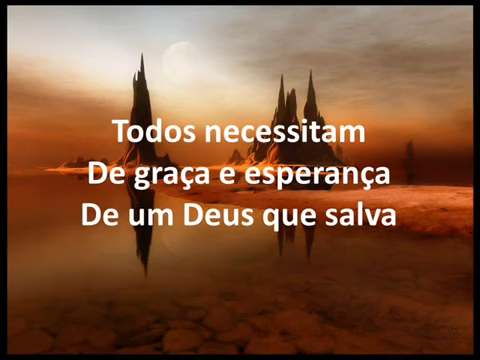 Todos necessitam
De graça e esperança
De um Deus que salva